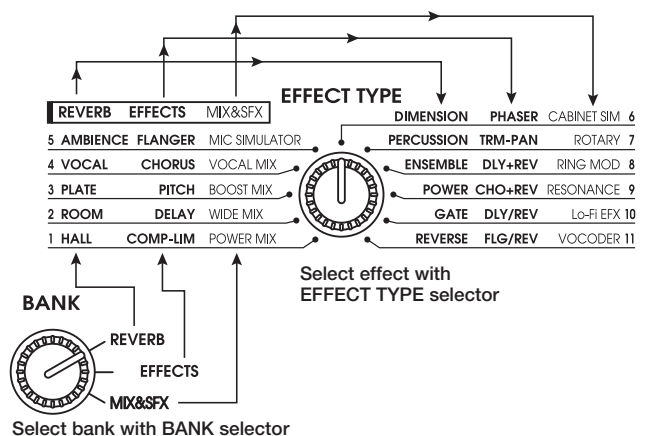 EFFECT TYPE
REVERB EFFECTS MIX&SFX
DIMENSION PHASER CABINET SIM 6
5 AMBIENCE FLANGER MIC SIMULATOR
PERCUSSION TRM-PAN ROTARY 7
4 VOCAL CHORUS VOCAL MIX
ENSEMBLE DLY+REV RING MOD 8
3 PLATE PITCH BOOST MIX
POWER CHO+REV RESONANCE 9
2 ROOM DELAY WIDE MIX
GATE DLY/REV Lo-Fi EFX 10
1 HALL COMP-LIM POWER MIX
REVERSE FLG/REV VOCODER 11
Select effect with
EFFECT TYPE selector
BANK
REVERB
EFFECTS
MIX&SFX
Select bank with BANK selector